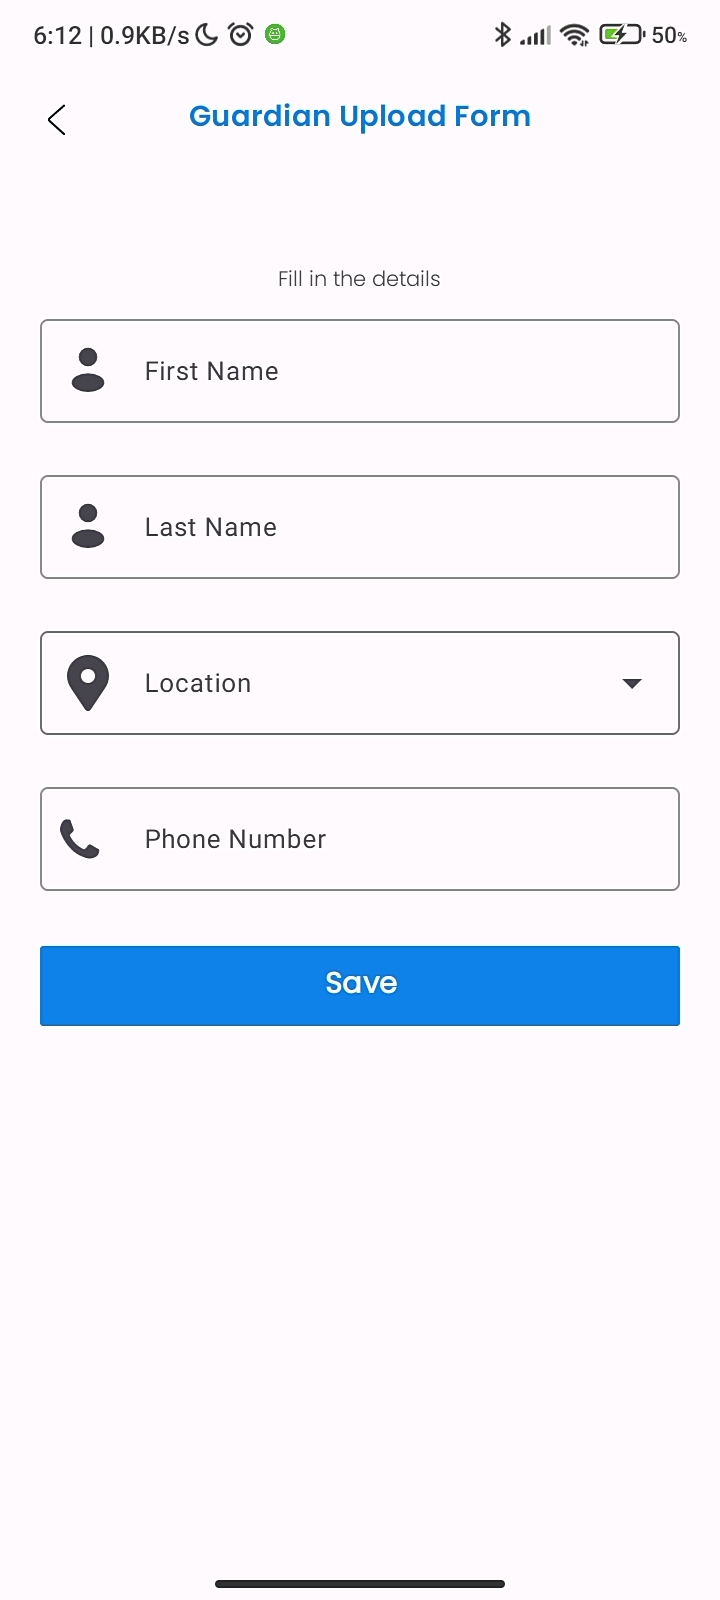 6:12 | 0.9KB/s 50%
Guardian Upload Form
Fill in the details
First Name
Last Name
Location
Phone Number
Save